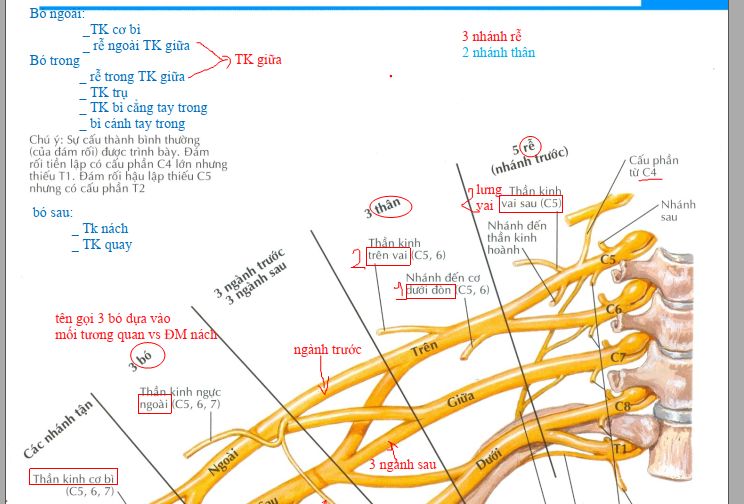 Bó ngoài:
_TK cơ bì
_ rễ ngoài TK giữa
Bó trong
_ rễ trong TK giữa
TK giữa
_ TK trụ
_ TK bì cẳng tay trong
_ bì cánh tay trong
3 nhánh rễ
2 nhánh thân
Chú ý: Sự cấu thành bình thường
(của đám rối) được trình bày. Đám
rối tiền lập có cấu phần C4 lớn nhưng
thiếu T1. Đám rối hậu lập thiếu C5
nhưng có cấu phần T2
bó sau:
_ Tk nách
_ TK quay
5 rễ
(nhánh trước)
Cấu phần
từ C4
lưng
vai
Thần kinh
vai sau (C5)
Nhánh
sau
3 thân
Nhánh đến
thần kinh
hoành
2
Thần kinh
trên vai (C5, 6)
C5
1
Nhánh đến cơ
dưới đòn (C5, 6)
3 ngành trước
3 ngành sau
C6
tên gọi 3 bó dựa vào
mối tương quan vs ĐM nách
ngành trước
Trên
C7
3 bó
Thần kinh ngực
ngoài (C5, 6, 7)
Giữa
C8
Các nhánh tận
T1
Ngoài
3 ngành sau
Dưới
Thần kinh cơ bì
(C5, 6, 7)
Sau